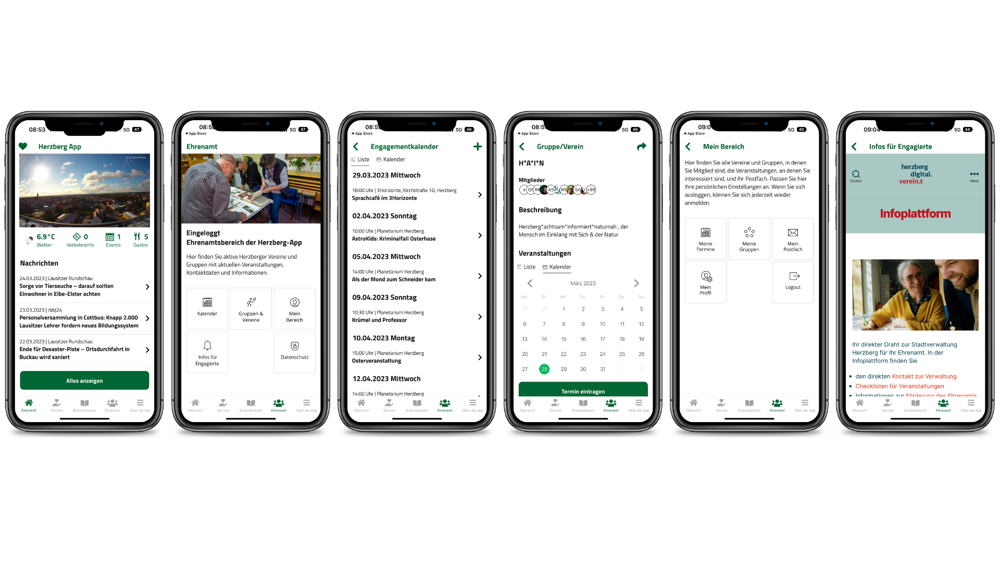 08:53
5G 47
Herzberg App
6.9°C
Wetter
0
Verkehrsinfo
1
Events
5
Gastro
Nachrichten
24.03.2023 | Lausitzer Rundschau
Sorge vor Tierseuche – darauf sollten
Einwohner in Elbe-Elster achten
23.03.2023 | rbb|24
Personalversammlung in Cottbus: Knapp 2.000
Lausitzer Lehrer fordern neues Bildungssystem
22.03.2023 | Lausitzer Rundschau
Ende für Desaster-Piste – Ortsdurchfahrt in
Buckau wird saniert
Alles anzeigen
Übersicht
Service
Branchenbuch
Ehrenamt
Über die App
08:5
5G 47
◄ App Store
Ehrenamt
Eingeloggt
Ehrenamtsbereich der Herzberg-App
Hier finden Sie aktive Herzberger Vereine und
Gruppen mit aktuellen Veranstaltungen,
Kontaktdaten und Informationen.
Kalender
Gruppen &
Vereine
Mein
Bereich
Infos für
Engagierte
Datenschutz
Übersicht
Service
Branchenbuch
Ehrenamt
Über die App
08:5
5G 46
◄ App Store
Engagementkalender
Liste
Kalender
29.03.2023 Mittwoch
18:00 Uhr | 3Horizonte, Kirchstraße 10, Herzberg
Sprachcafé im 3Horizonte
02.04.2023 Sonntag
10:00 Uhr | Planetarium Herzberg
AstroKids: Kriminalfall Osterhase
05.04.2023 Mittwoch
14:00 Uhr | Planetarium Herzberg
Als der Mond zum Schneider kam
09.04.2023 Sonntag
10:30 Uhr | Planetarium Herzberg
Krümel und Professor
10.04.2023 Montag
15:00 Uhr | Planetarium Herzberg
Osterveranstaltung
12.04.2023 Mittwoch
14:00 Uhr | Planetarium Herzberg
Übersicht
Service
Branchenbuch
Ehrenamt
Über die App
08:5
5G 46
◄ App Store
Gruppe/Verein
H*A*I*N
Mitglieder
s GF RK AS WN SA +99
Beschreibung
Herzberg*achtsam*informiert*naturnah , der
Mensch im Einklang mit Sich & der Natur
Veranstaltungen
Liste
Kalender
März 2023
Mo. Di. Mi. Do. Fr. Sa. So.
27 28 1 2 3 4 5
6 7 8 9 10 11 12
13 14 15 16 17 18 19
20 21 22 23 24 25 26
27 28 29 30 31 1 2
Termin eintragen
Übersicht
Service
Branchenbuch
Ehrenamt
Über die App
09:0
5G 45
◄ App Store
Mein Bereich
Hier finden Sie alle Vereine und Gruppen, in denen
Sie Mitglied sind, die Veranstaltungen, an denen Sie
interessiert sind, und Ihr Postfach. Passen Sie hier
Ihre persönlichen Einstellungen an. Wenn Sie sich
ausloggen, können Sie sich jederzeit wieder
anmelden.
Meine
Termine
Meine
Gruppen
Mein
Postfach
Mein
Profil
Logout
Übersicht
Service
Branchenbuch
Ehrenamt
Über die App
09:04
5G 44
Infos für Engagierte
Suchen
herzberg
digital.
verein.t
Menü
Infoplattform
Ihr direkter Draht zur Stadtverwaltung
Herzberg für Ihr Ehrenamt. In der
Infoplattform finden Sie
• den direkten Kontakt zur Verwaltung
• Checklisten für Veranstaltungen
• Informationen zur Förderung des Ehrenamts
Übersicht
Service
Branchenbuch
Ehrenamt
Über die App